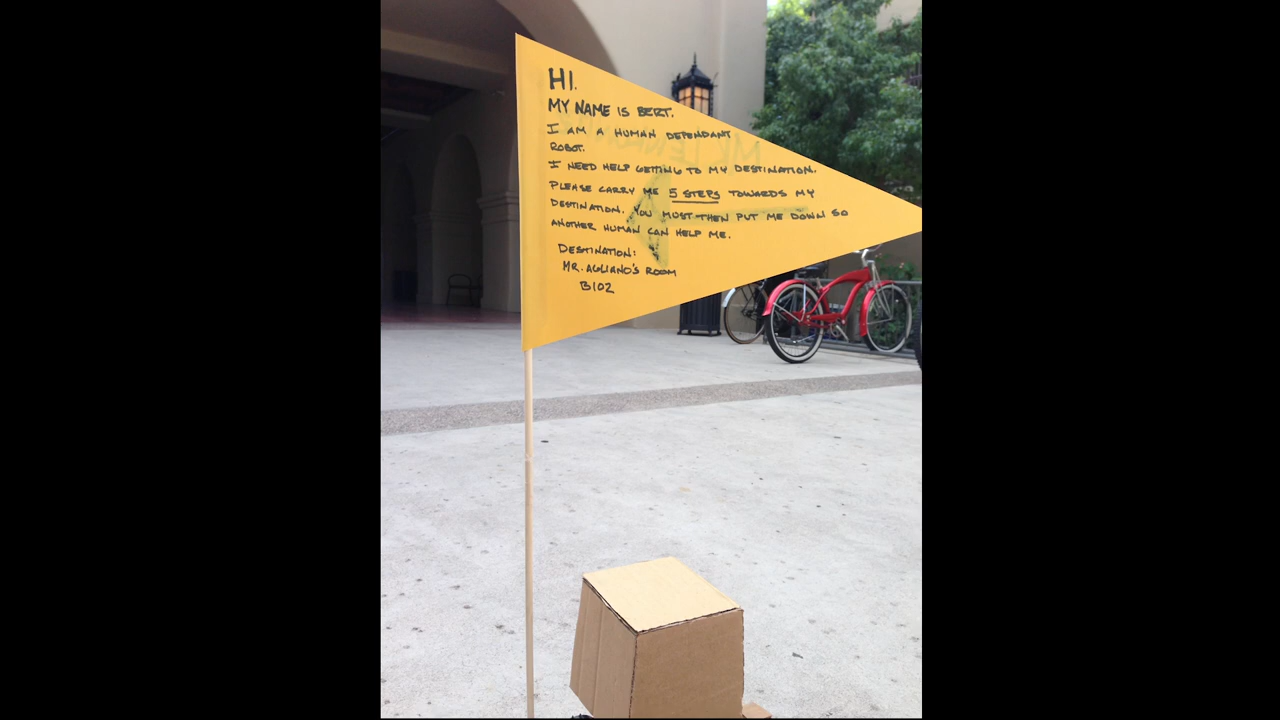 HI.
MY NAME IS BERT.
I AM A HUMAN DEPENDANT
ROBOT.
I NEED HELP GETTING TO MY DESTINATION.
PLEASE CARRY ME 5 STEPS TOWARDS MY
DESTINATION. YOU MUST THEN PUT ME DOWN SO
ANOTHER HUMAN CAN HELP ME.
DESTINATION:
MR. AGLIANO'S ROOM
B102